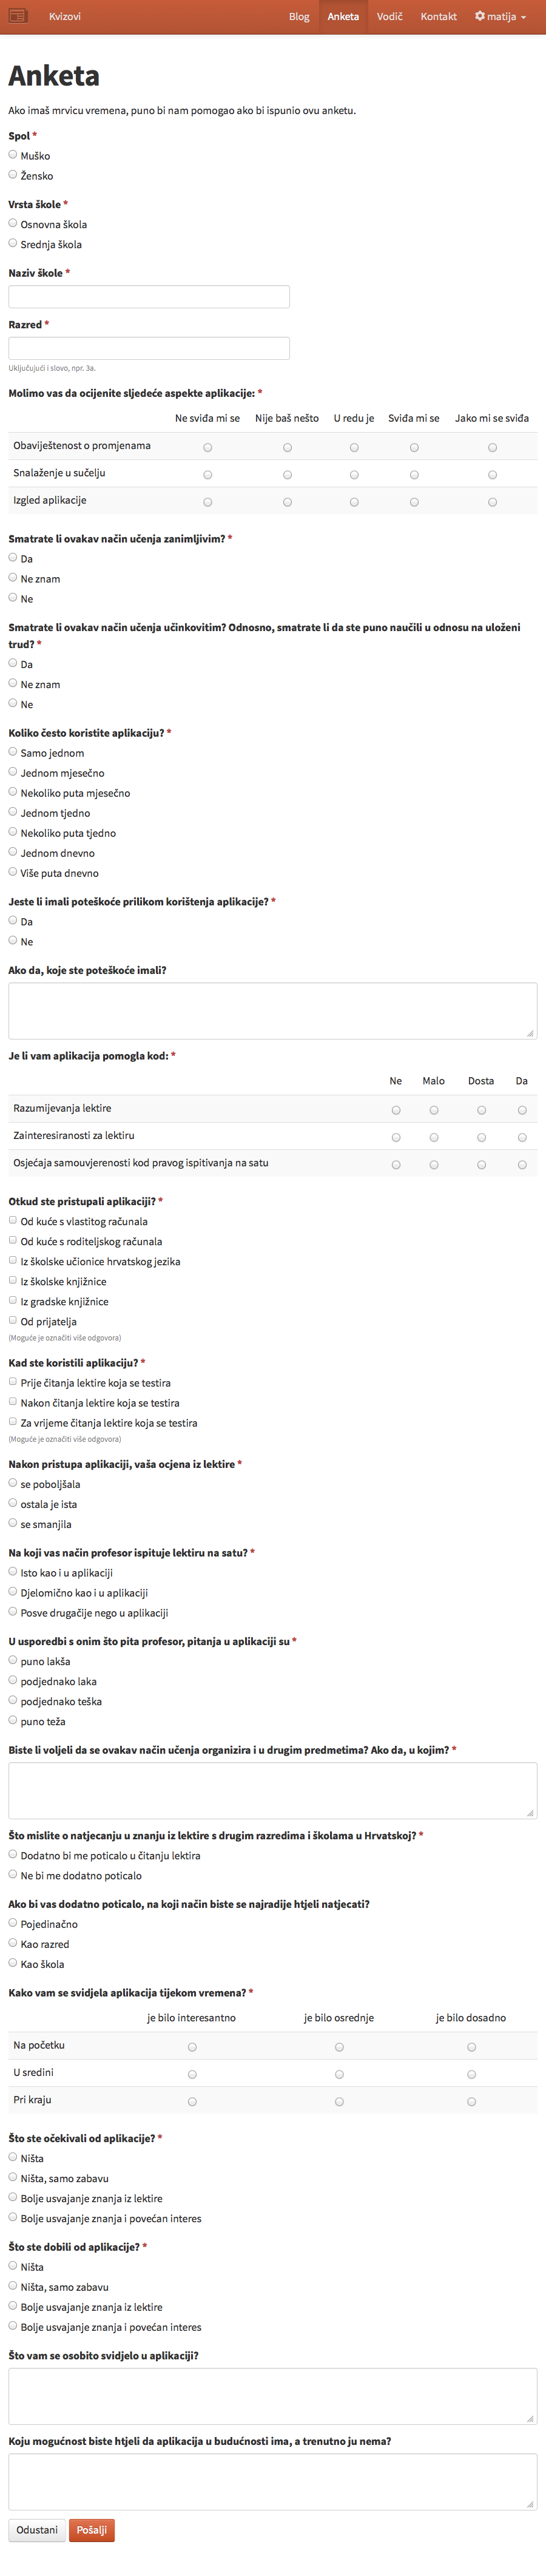 Kvizovi Blog Anketa Vodič Kontakt matija
Anketa
Ako imaš mrvicu vremena, puno bi nam pomogao ako bi ispunio ovu anketu.
Spol *
Muško
Žensko
Vrsta škole *
Osnovna škola
Srednja škola
Naziv škole *
Razred *
Uključujući i slovo, npr. 3a.
Molimo vas da ocijenite sljedeće aspekte aplikacije: *
Ne sviđa mi se Nije baš nešto U redu je Sviđa mi se Jako mi se sviđa
Obaviještenost o promjenama
Snalaženje u sučelju
Izgled aplikacije
Smatrate li ovakav način učenja zanimljivim? *
Da
Ne znam
Ne
Smatrate li ovakav način učenja učinkovitim? Odnosno, smatrate li da ste puno naučili u odnosu na uloženi
trud? *
Da
Ne znam
Ne
Koliko često koristite aplikaciju? *
Samo jednom
Jednom mjesečno
Nekoliko puta mjesečno
Jednom tjedno
Nekoliko puta tjedno
Jednom dnevno
Više puta dnevno
Jeste li imali poteškoće prilikom korištenja aplikacije? *
Da
Ne
Ako da, koje ste poteškoće imali?
Je li vam aplikacija pomogla kod: *
Ne Malo Dosta Da
Razumijevanja lektire
Zainteresiranosti za lektiru
Osjećaja samouvjerenosti kod pravog ispitivanja na satu
Otkud ste pristupali aplikaciji? *
Od kuće s vlastitog računala
Od kuće s roditeljskog računala
Iz školske učionice hrvatskog jezika
Iz školske knjižnice
Iz gradske knjižnice
Od prijatelja
(Moguće je označiti više odgovora)
Kad ste koristili aplikaciju? *
Prije čitanja lektire koja se testira
Nakon čitanja lektire koja se testira
Za vrijeme čitanja lektire koja se testira
(Moguće je označiti više odgovora)
Nakon pristupa aplikaciji, vaša ocjena iz lektire *
se poboljšala
ostala je ista
se smanjila
Na koji vas način profesor ispituje lektiru na satu? *
Isto kao i u aplikaciji
Djelomično kao i u aplikaciji
Posve drugačije nego u aplikaciji
U usporedbi s onim što pita profesor, pitanja u aplikaciji su *
puno lakša
podjednako laka
podjednako teška
puno teža
Biste li voljeli da se ovakav način učenja organizira i u drugim predmetima? Ako da, u kojim? *
Što mislite o natjecanju u znanju iz lektire s drugim razredima i školama u Hrvatskoj? *
Dodatno bi me poticalo u čitanju lektira
Ne bi me dodatno poticalo
Ako bi vas dodatno poticalo, na koji način biste se najradije htjeli natjecati?
Pojedinačno
Kao razred
Kao škola
Kako vam se svidjela aplikacija tijekom vremena? *
je bilo interesantno je bilo osrednje je bilo dosadno
Na početku
U sredini
Pri kraju
Što ste očekivali od aplikacije? *
Ništa
Ništa, samo zabavu
Bolje usvajanje znanja iz lektire
Bolje usvajanje znanja i povećan interes
Što ste dobili od aplikacije? *
Ništa
Ništa, samo zabavu
Bolje usvajanje znanja iz lektire
Bolje usvajanje znanja i povećan interes
Što vam se osobito svidjelo u aplikaciji?
Koju mogućnost biste htjeli da aplikacija u budućnosti ima, a trenutno ju nema?
Odustani Pošalji